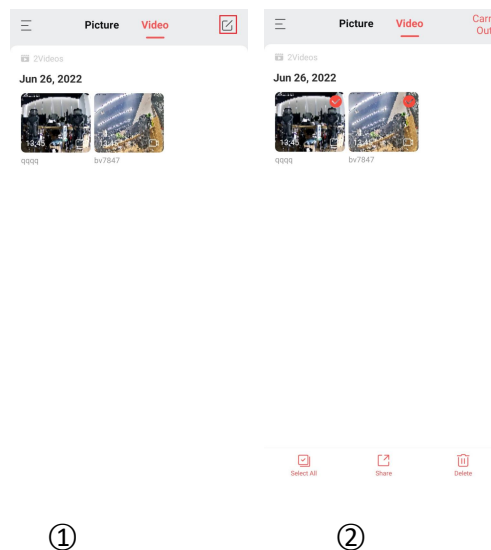 Picture Video
2Videos
Jun 26, 2022
13:45 13:45
qqqq bv7847
①
Picture Video Carry
Out
2Videos
Jun 26, 2022
13:45 13:45
qqqq bv7847
Select All Share Delete
②